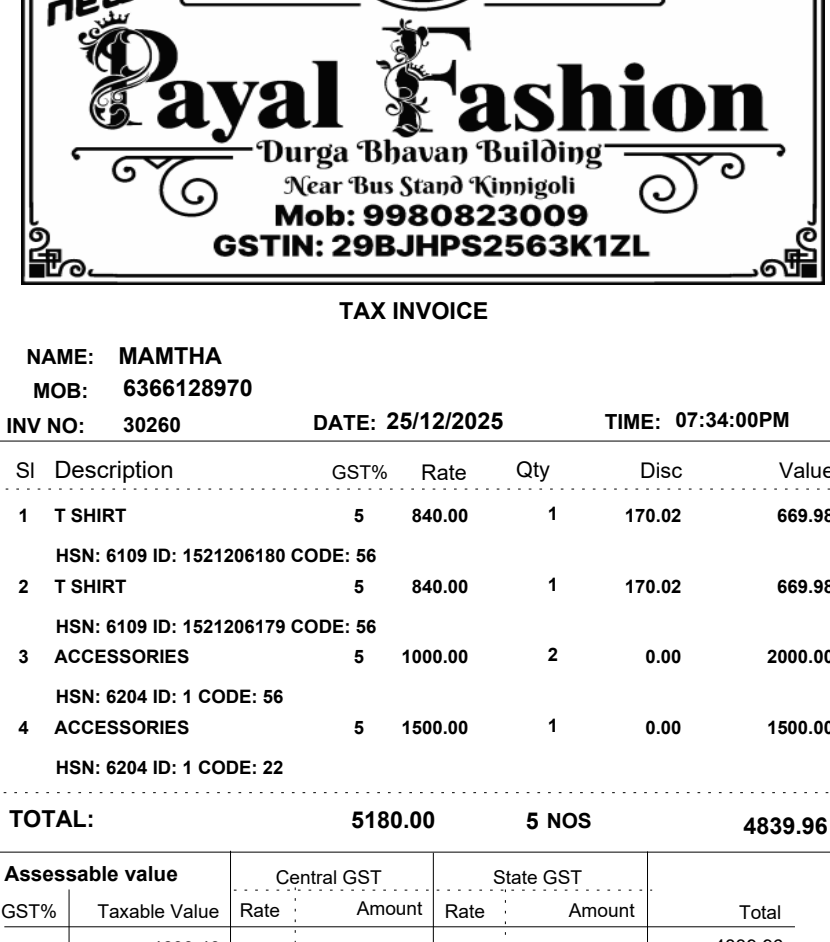 new
Payal Fashion
Durga Bhavan Building
Near Bus Stand Kinnigoli
Mob: 9980823009
GSTIN: 29BJHPS2563K1ZL
TAX INVOICE
NAME: MAMTHA
MOB: 6366128970
INV NO: 30260 DATE: 25/12/2025 TIME: 07:34:00PM
Sl Description GST% Rate Qty Disc Value
1 T SHIRT 5 840.00 1 170.02 669.98
HSN: 6109 ID: 1521206180 CODE: 56
2 T SHIRT 5 840.00 1 170.02 669.98
HSN: 6109 ID: 1521206179 CODE: 56
3 ACCESSORIES 5 1000.00 2 0.00 2000.00
HSN: 6204 ID: 1 CODE: 56
4 ACCESSORIES 5 1500.00 1 0.00 1500.00
HSN: 6204 ID: 1 CODE: 22
TOTAL: 5180.00 5 NOS 4839.96
Assessable value Central GST State GST
GST% Taxable Value Rate Amount Rate Amount Total